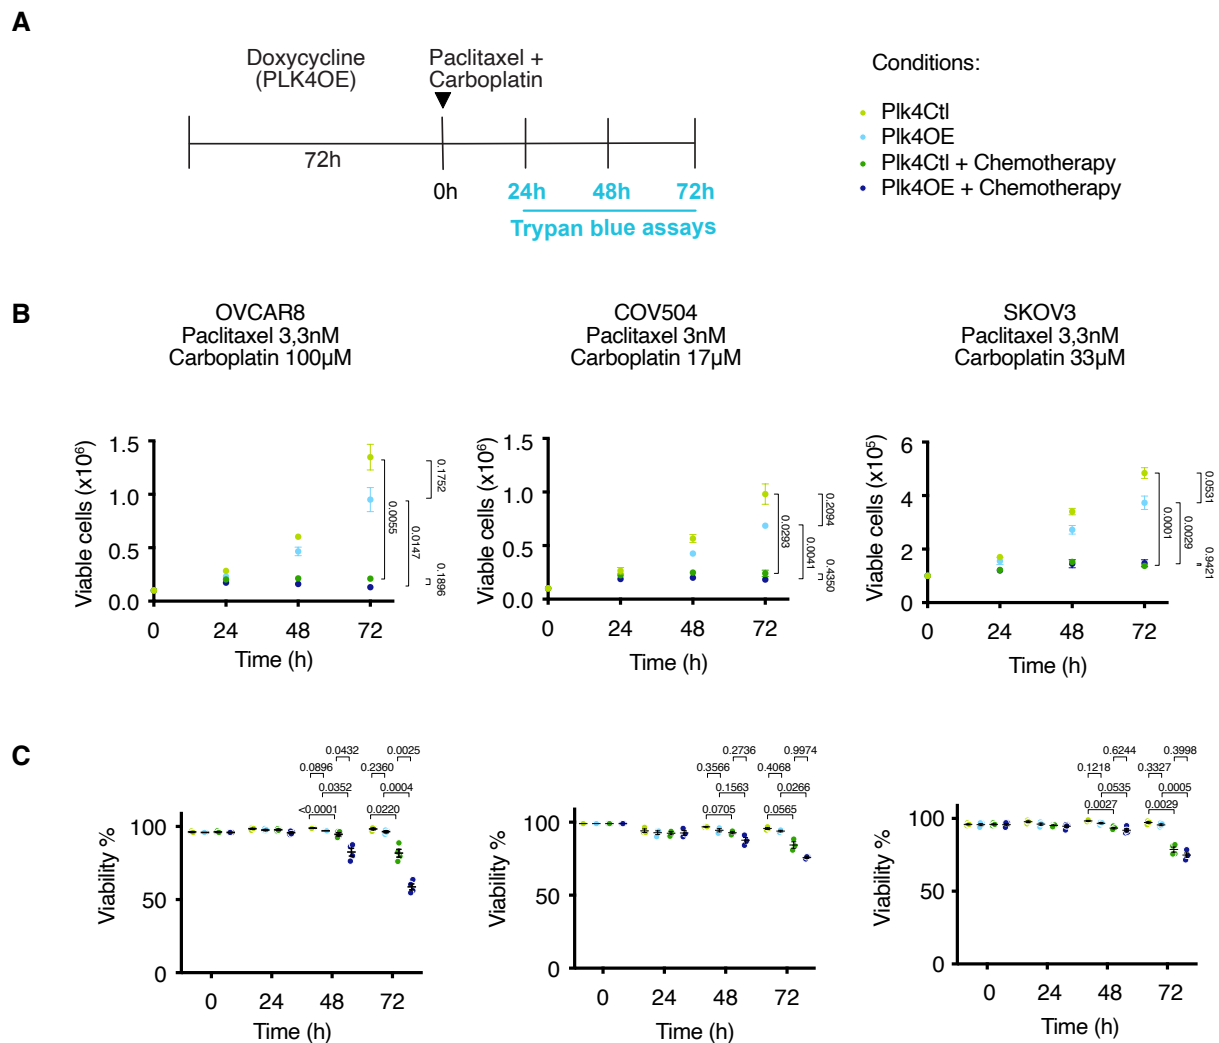 A
Doxycycline
(PLK4OE)
Paclitaxel +
Carboplatin
72h
0h
24h
48h
72h
Trypan blue assays
Conditions:
Plk4Ctl
Plk4OE
Plk4Ctl + Chemotherapy
Plk4OE + Chemotherapy
B
OVCAR8
Paclitaxel 3,3nM
Carboplatin 100µM
Viable cells (x10⁶)
1.5
1.0
0.5
0.0
0 24 48 72
Time (h)
0.0055
0.1752
0.0147
0.1896
COV504
Paclitaxel 3nM
Carboplatin 17µM
Viable cells (x10⁶)
1.5
1.0
0.5
0.0
0 24 48 72
Time (h)
0.0293
0.2094
0.0041
0.4350
SKOV3
Paclitaxel 3,3nM
Carboplatin 33µM
Viable cells (x10⁵)
6
4
2
0
0 24 48 72
Time (h)
0.0001
0.0531
0.0029
0.9421
C
0.0432 0.0025
0.0896 0.2360
0.0352 0.0004
<0.0001 0.0220
Viability %
100
50
0
0 24 48 72
Time (h)
0.2736 0.9974
0.3566 0.4068
0.1563 0.0266
0.0705 0.0565
Viability %
100
50
0
0 24 48 72
Time (h)
0.6244 0.3998
0.1218 0.3327
0.0535 0.0005
0.0027 0.0029
Viability %
100
50
0
0 24 48 72
Time (h)